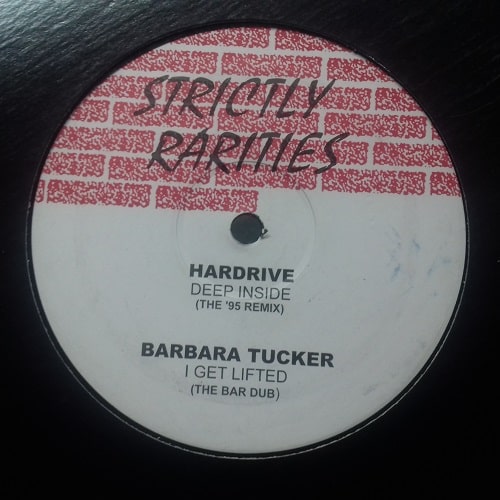 STRICTLY
RARITIES
HARDRIVE
DEEP INSIDE
(THE '95 REMIX)
BARBARA TUCKER
I GET LIFTED
(THE BAR DUB)